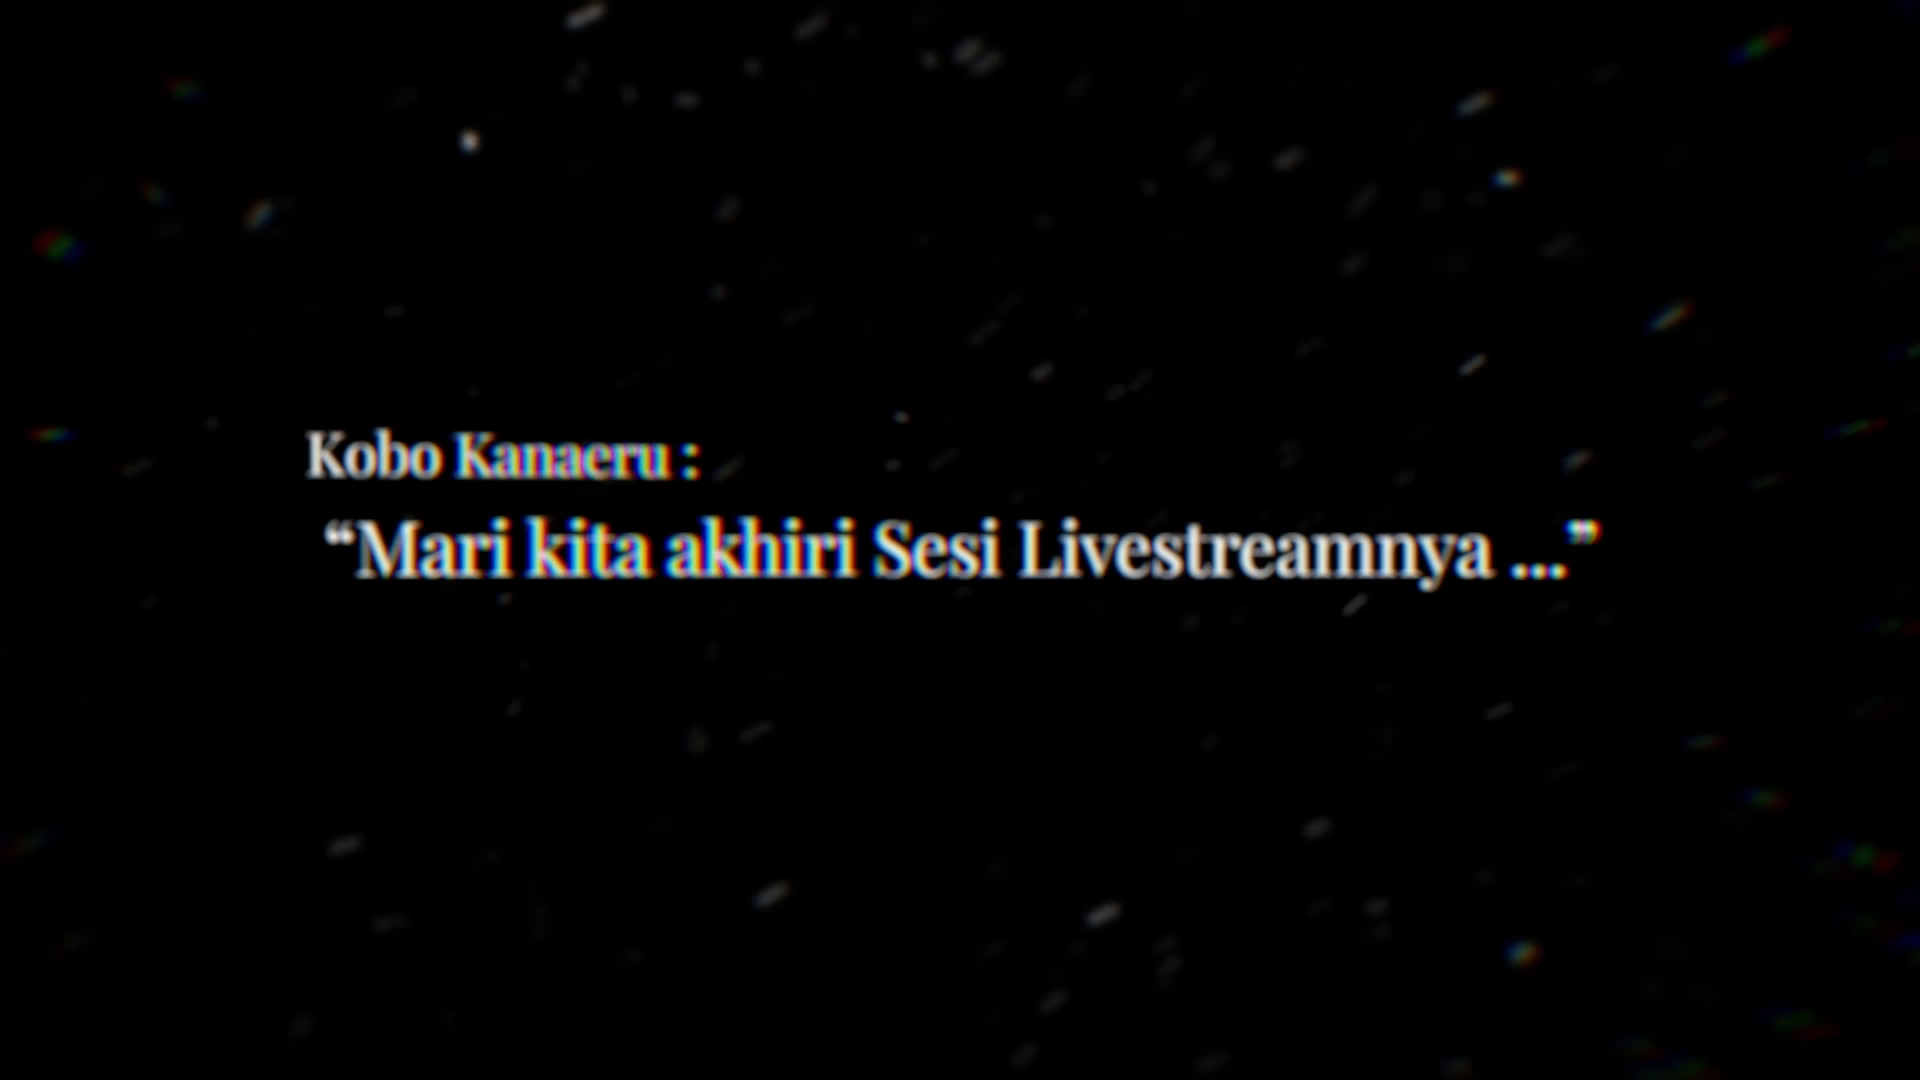 Kobo Kanaeru :
“Mari kita akhiri Sesi Livestreamnya ...”